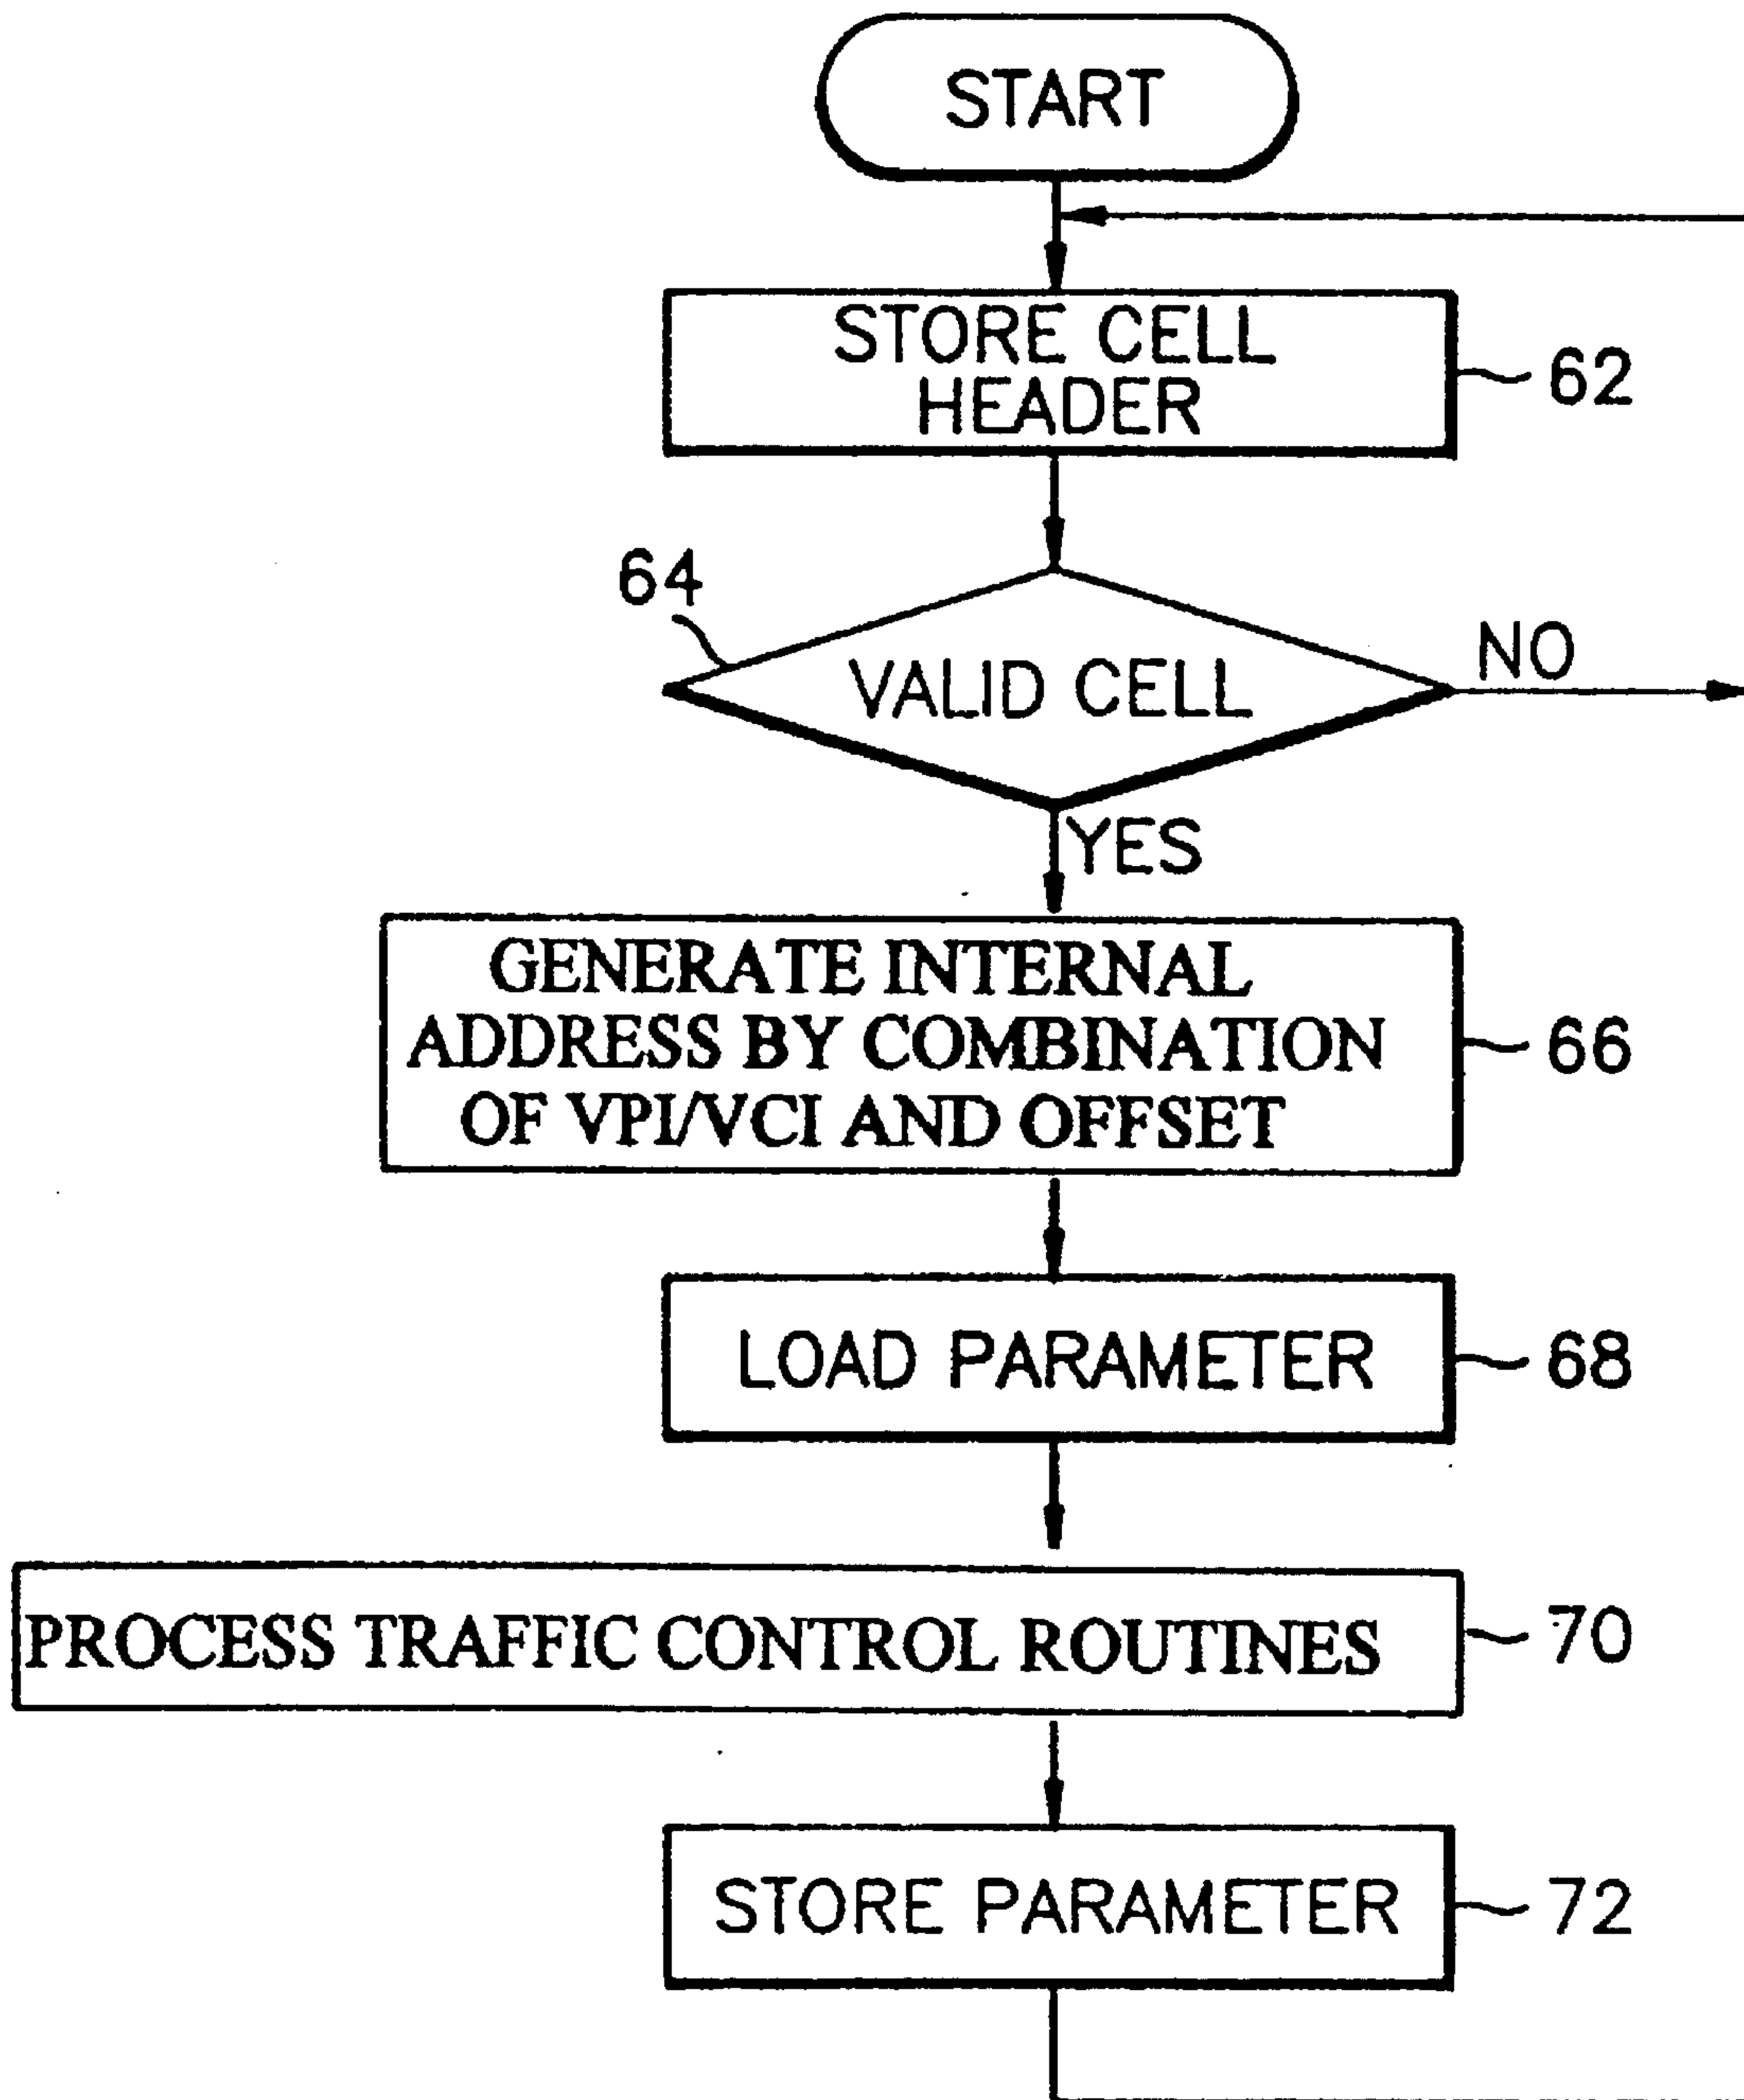 START
STORE CELL
HEADER
62
64
VALID CELL
NO
YES
GENERATE INTERNAL
ADDRESS BY COMBINATION
OF VPI/VCI AND OFFSET
66
LOAD PARAMETER
68
PROCESS TRAFFIC CONTROL ROUTINES
70
STORE PARAMETER
72